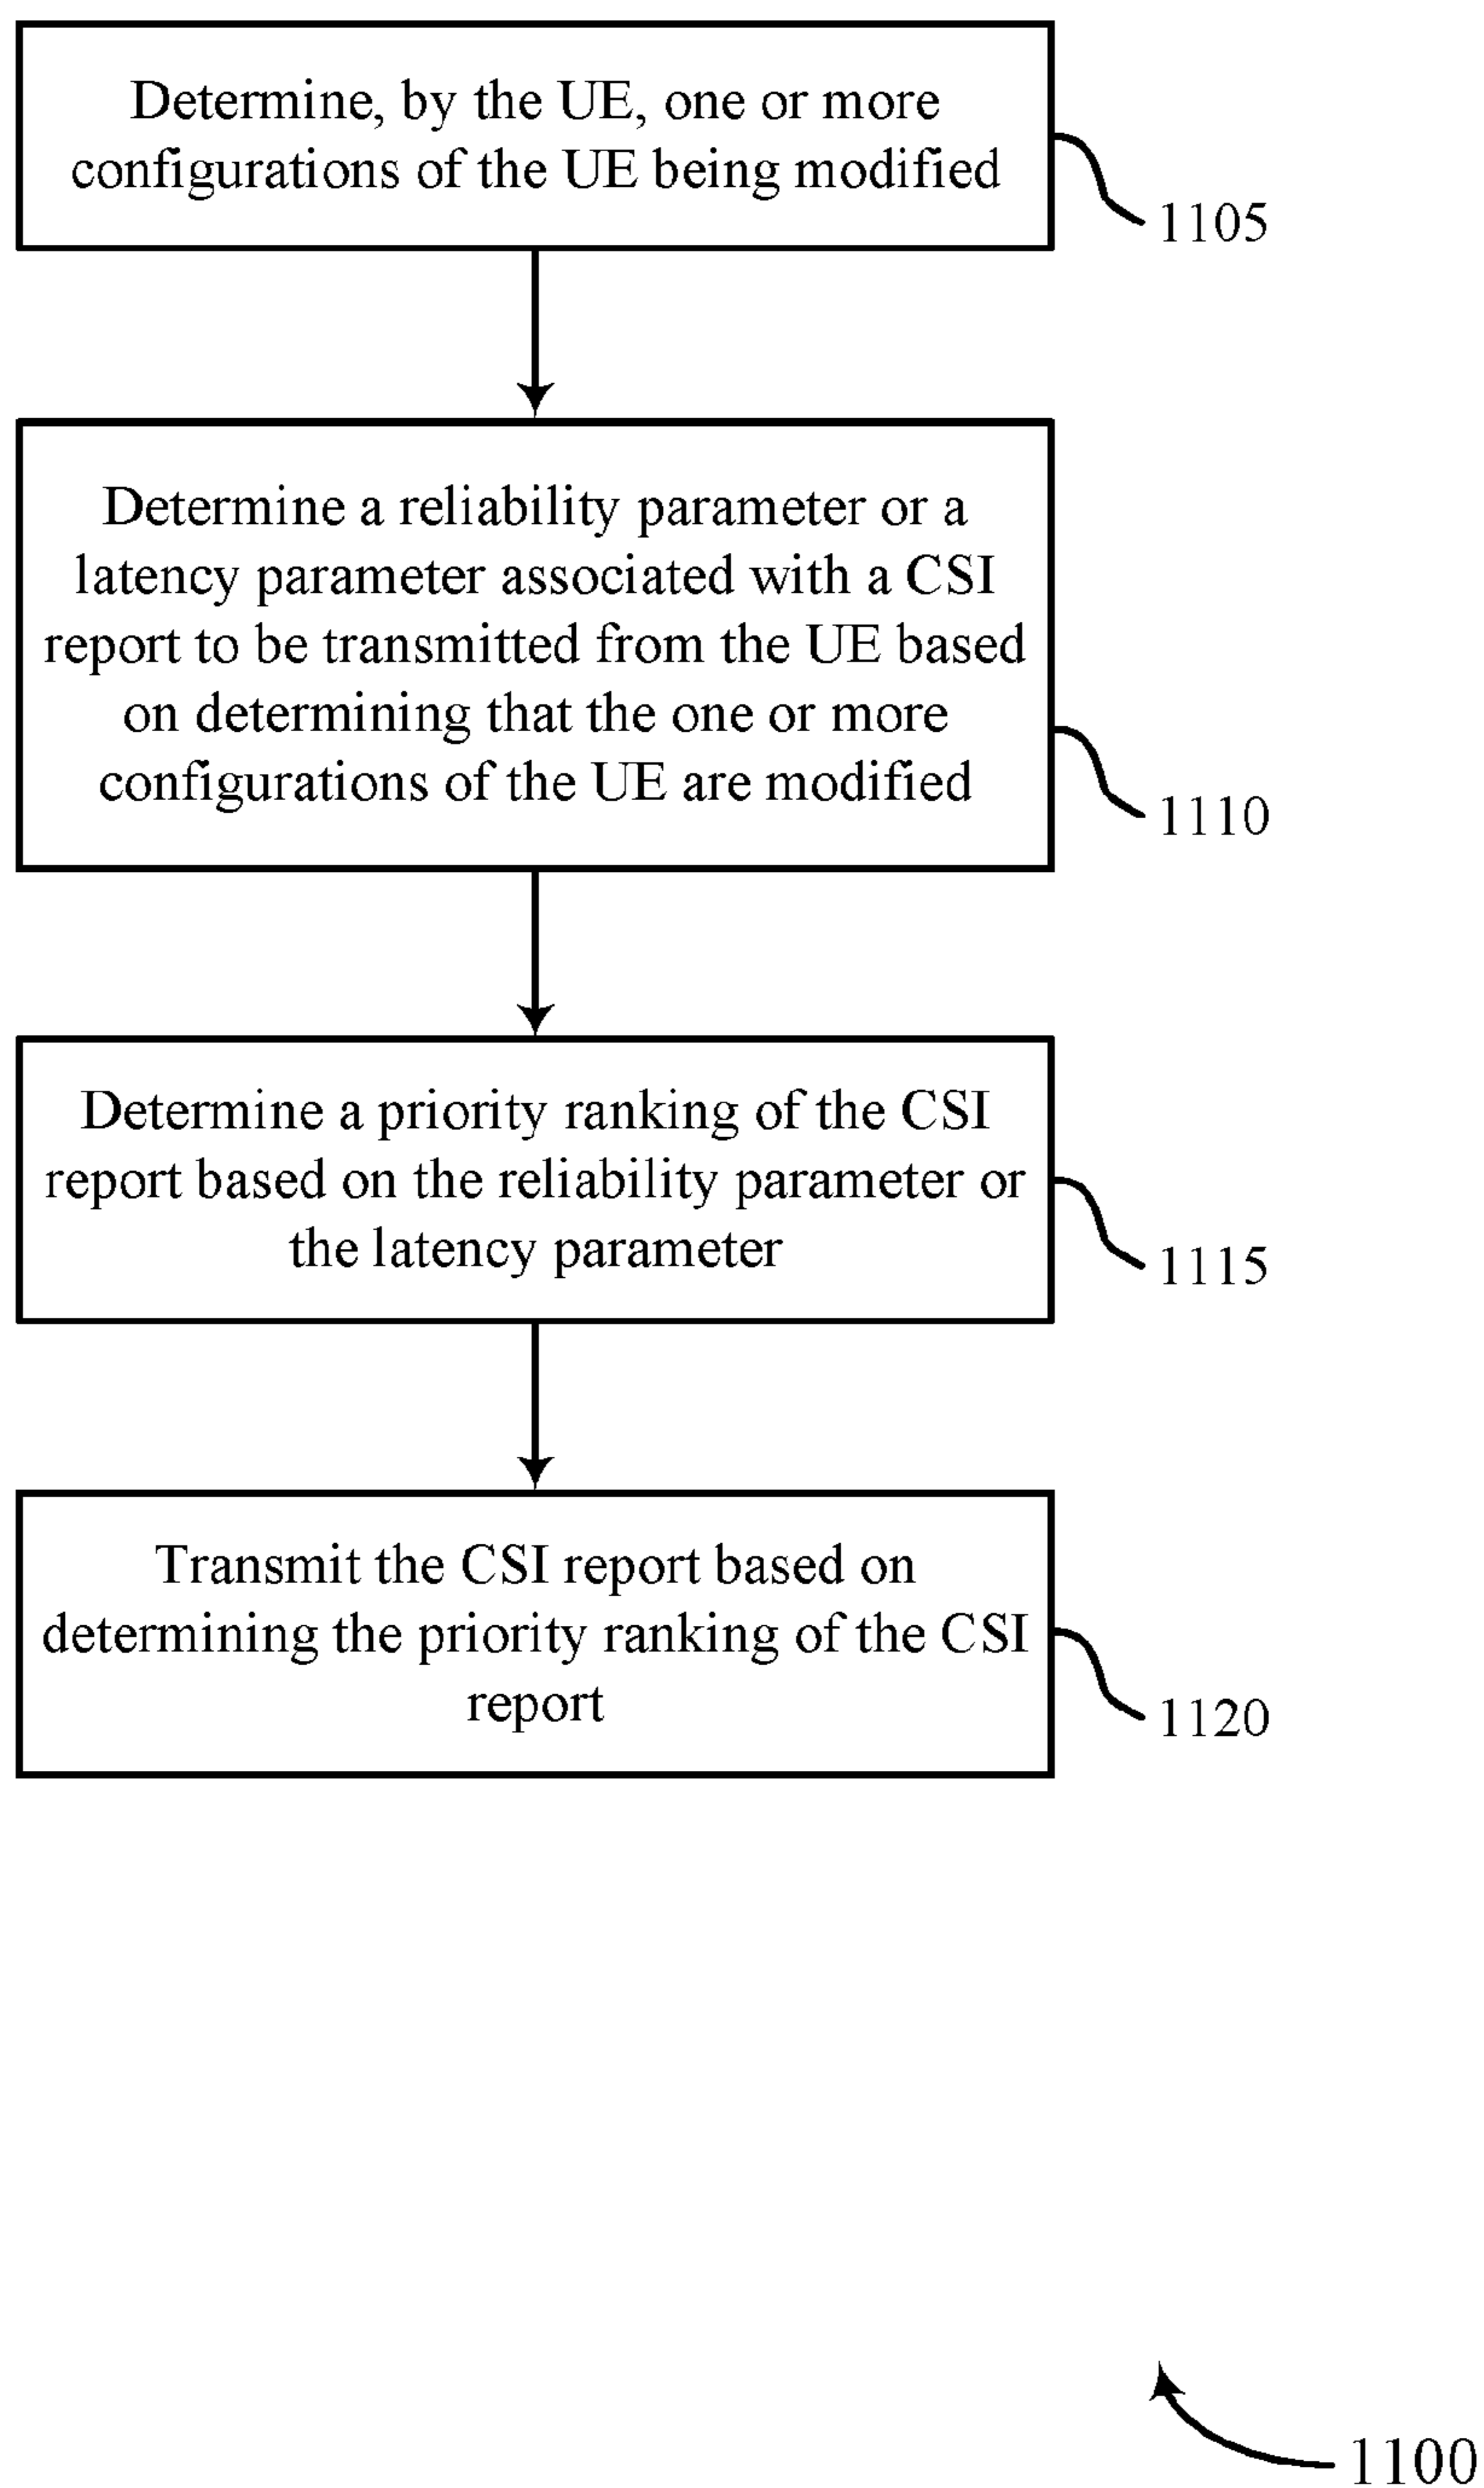 Determine, by the UE, one or more
configurations of the UE being modified
1105
Determine a reliability parameter or a
latency parameter associated with a CSI
report to be transmitted from the UE based
on determining that the one or more
configurations of the UE are modified
1110
Determine a priority ranking of the CSI
report based on the reliability parameter or
the latency parameter
1115
Transmit the CSI report based on
determining the priority ranking of the CSI
report
1120
1100